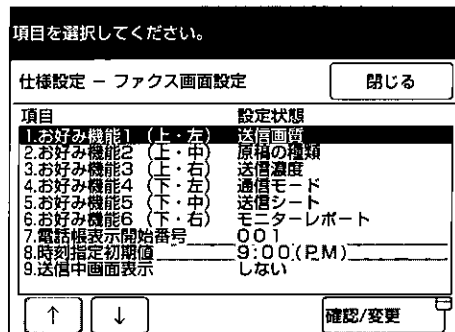 項目を選択してください。
仕様設定 － ファクス画面設定 閉じる
項目 設定状態
1.お好み機能1 (上・左) 送信画質
2.お好み機能2 (上・中) 原稿の種類
3.お好み機能3 (上・右) 送信濃度
4.お好み機能4 (下・左) 通信モード
5.お好み機能5 (下・中) 送信シート
6.お好み機能6 (下・右) モニターレポート
7.電話帳表示開始番号 001
8.時刻指定初期値 9:00(PM)
9.送信中画面表示 しない
↑ ↓ 確認/変更